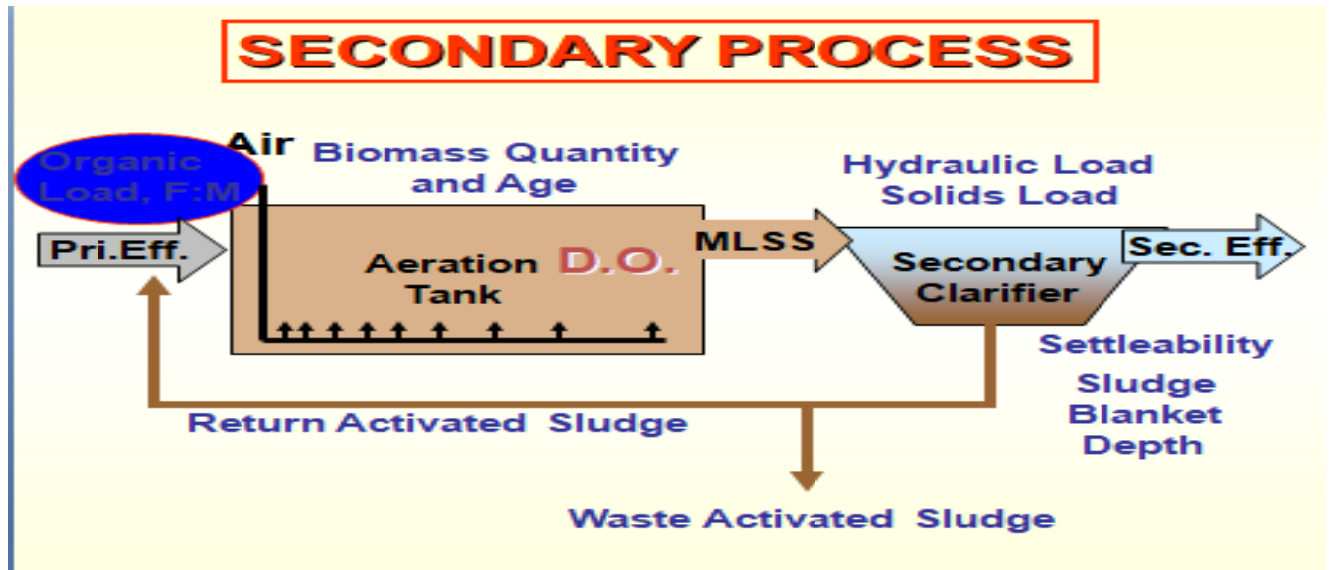 SECONDARY PROCESS
Organic
Load, F:M
Air
Biomass Quantity
and Age
Hydraulic Load
Solids Load
Pri.Eff.
Aeration
Tank
D.O.
MLSS
Secondary
Clarifier
Sec. Eff.
Settleability
Sludge
Blanket
Depth
Return Activated Sludge
Waste Activated Sludge